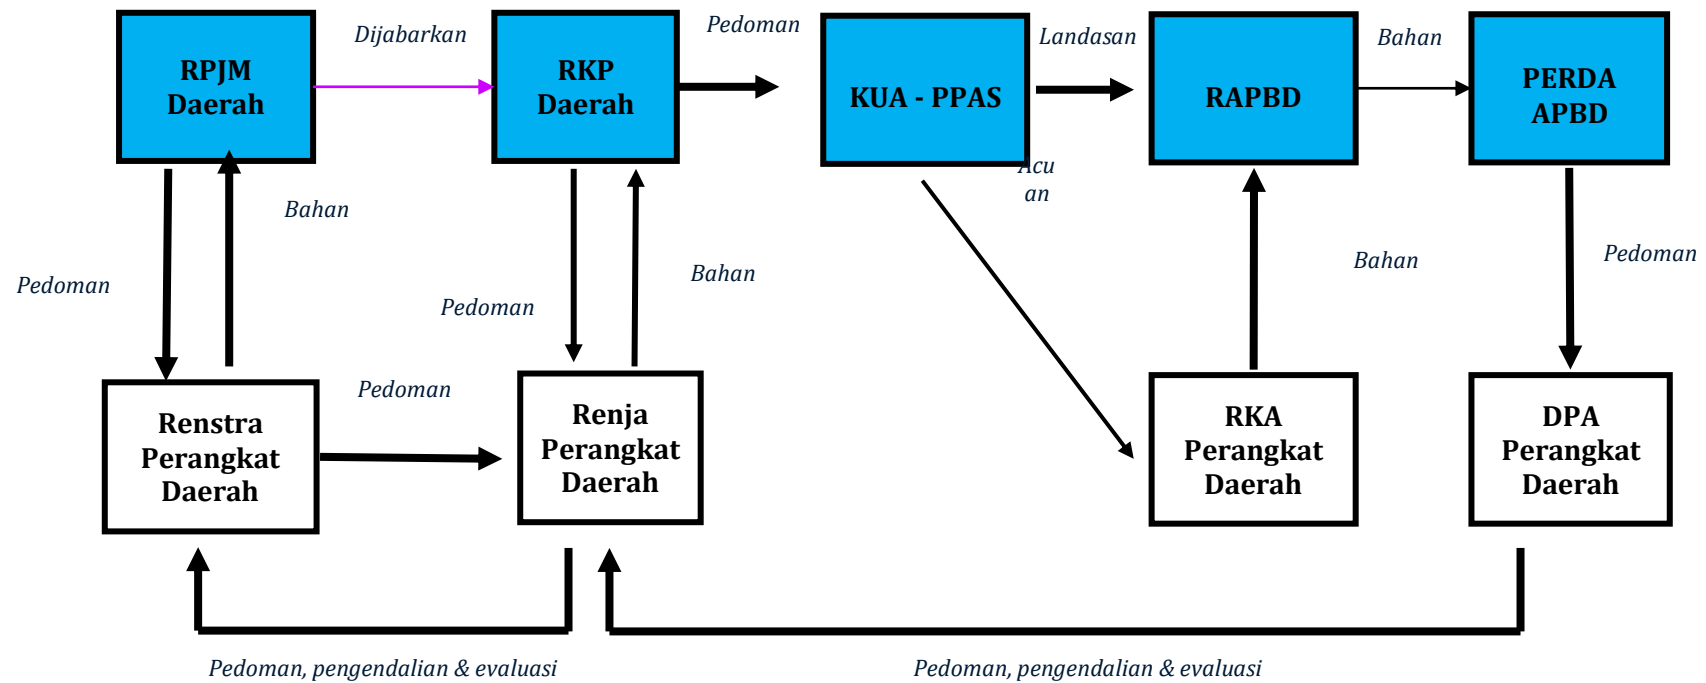 Dijabarkan
Pedoman
Landasan
Bahan
RPJM
Daerah
RKP
Daerah
KUA - PPAS
RAPBD
PERDA
APBD
Acu
an
Bahan
Pedoman
Bahan
Pedoman
Bahan
Pedoman
Pedoman
Renstra
Perangkat
Daerah
Renja
Perangkat
Daerah
RKA
Perangkat
Daerah
DPA
Perangkat
Daerah
Pedoman, pengendalian & evaluasi
Pedoman, pengendalian & evaluasi